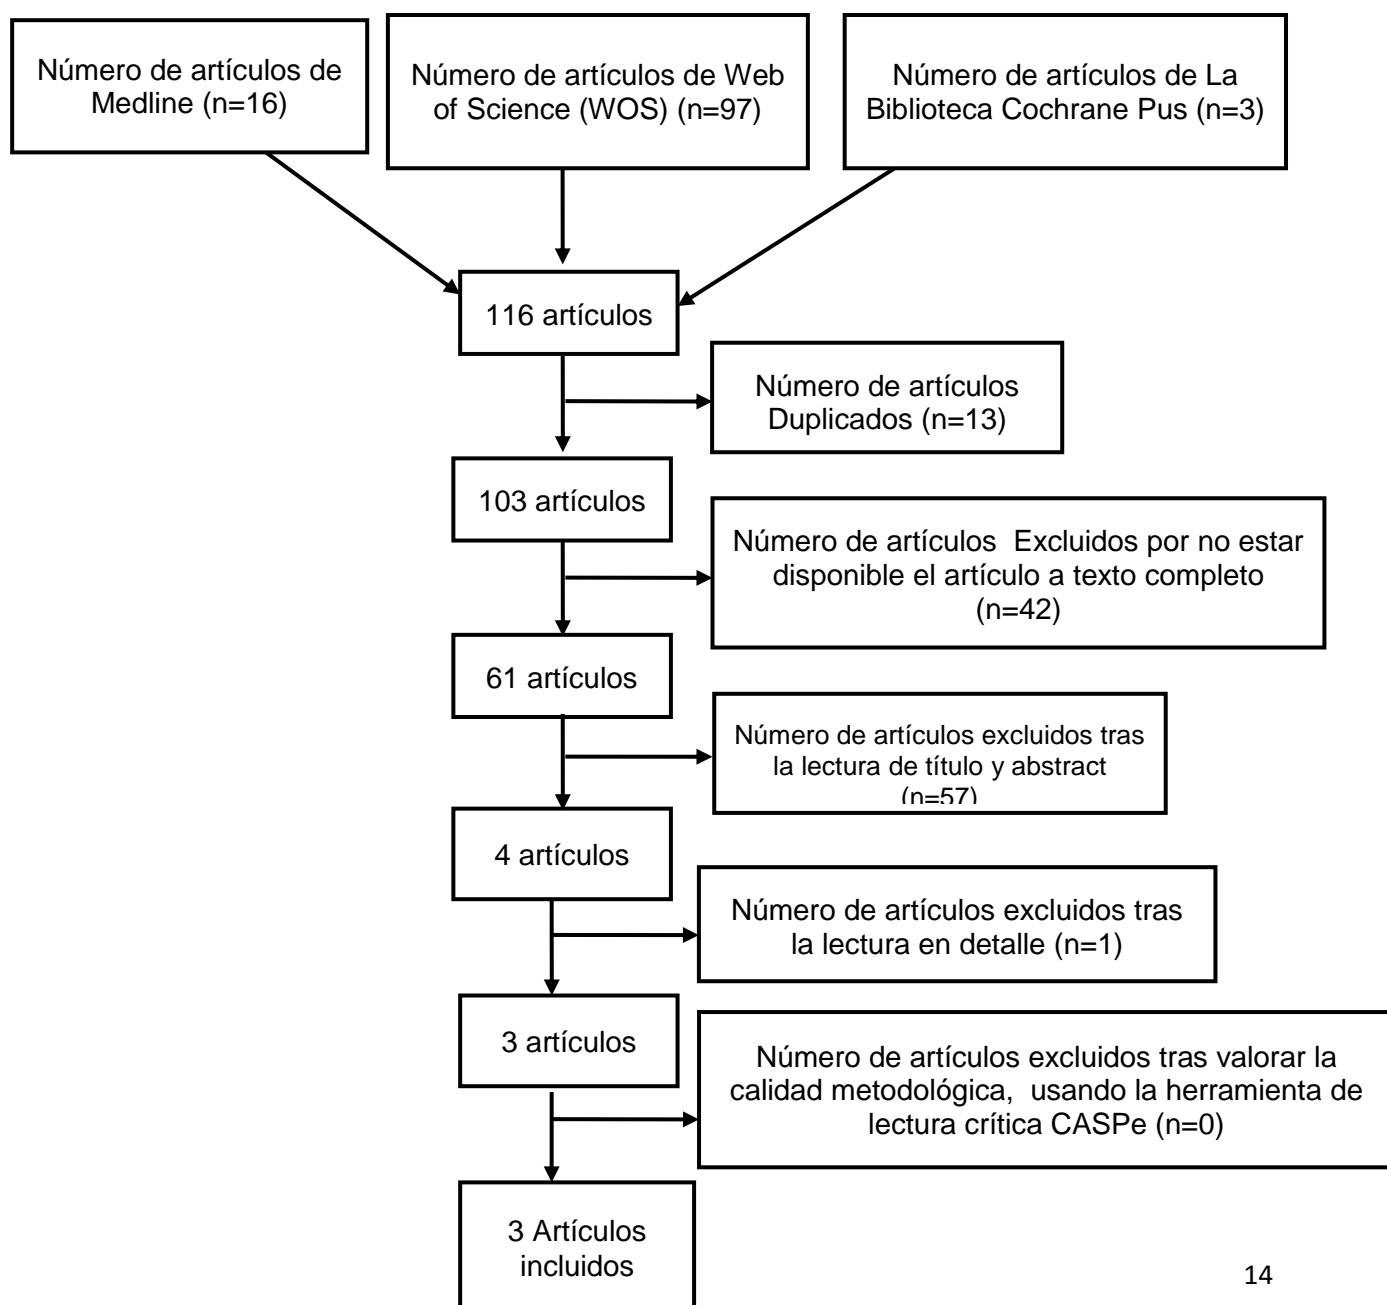 Número de artículos de
Medline (n=16)
Número de artículos de Web
of Science (WOS) (n=97)
Número de artículos de La
Biblioteca Cochrane Pus (n=3)
116 artículos
Número de artículos
Duplicados (n=13)
103 artículos
Número de artículos  Excluidos por no estar
disponible el artículo a texto completo
(n=42)
61 artículos
Número de artículos excluidos tras
la lectura de título y abstract
(n=57)
4 artículos
Número de artículos excluidos tras
la lectura en detalle (n=1)
3 artículos
Número de artículos excluidos tras valorar la
calidad metodológica,  usando la herramienta de
lectura crítica CASPe (n=0)
3 Artículos
incluidos
14